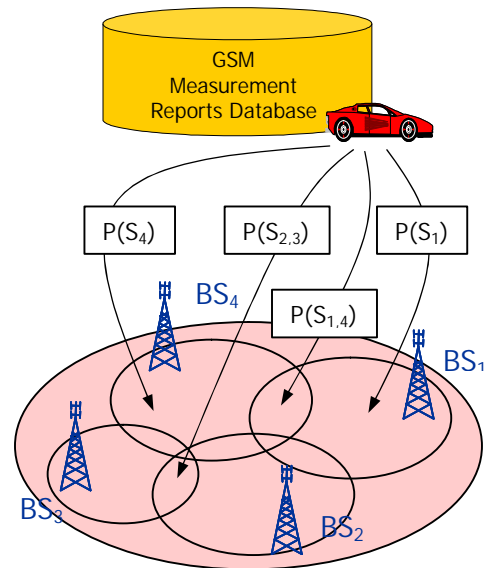 GSM
Measurement
Reports Database
P(S₄)
P(S₂,₃)
P(S₁)
P(S₁,₄)
BS₄
BS₁
BS₃
BS₂